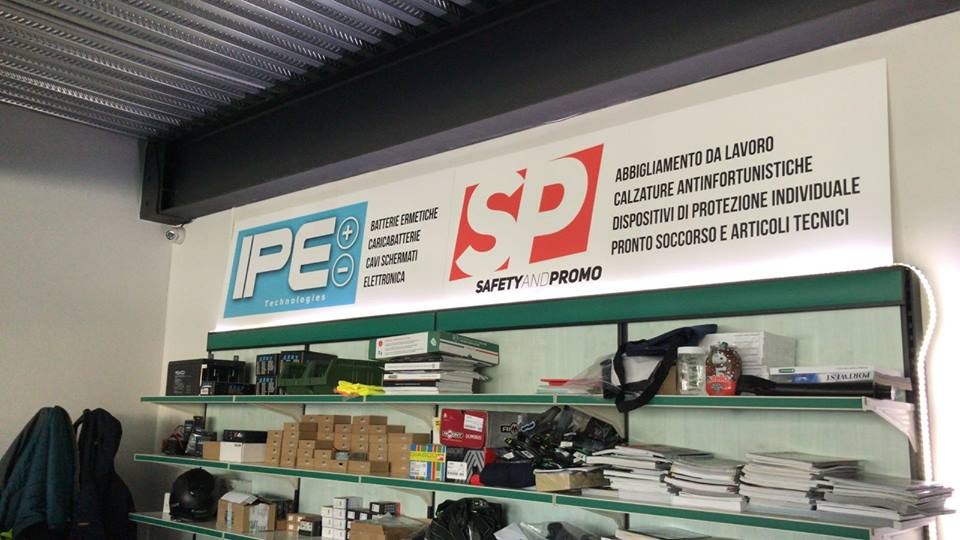 IPE
Technologies
BATTERIE ERMETICHE
CARICABATTERIE
CAVI SCHERMATI
ELETTRONICA
SP
SAFETYANDPROMO
ABBIGLIAMENTO DA LAVORO
CALZATURE ANTINFORTUNISTICHE
DISPOSITIVI DI PROTEZIONE INDIVIDUALE
PRONTO SOCCORSO E ARTICOLI TECNICI
PORTWEST